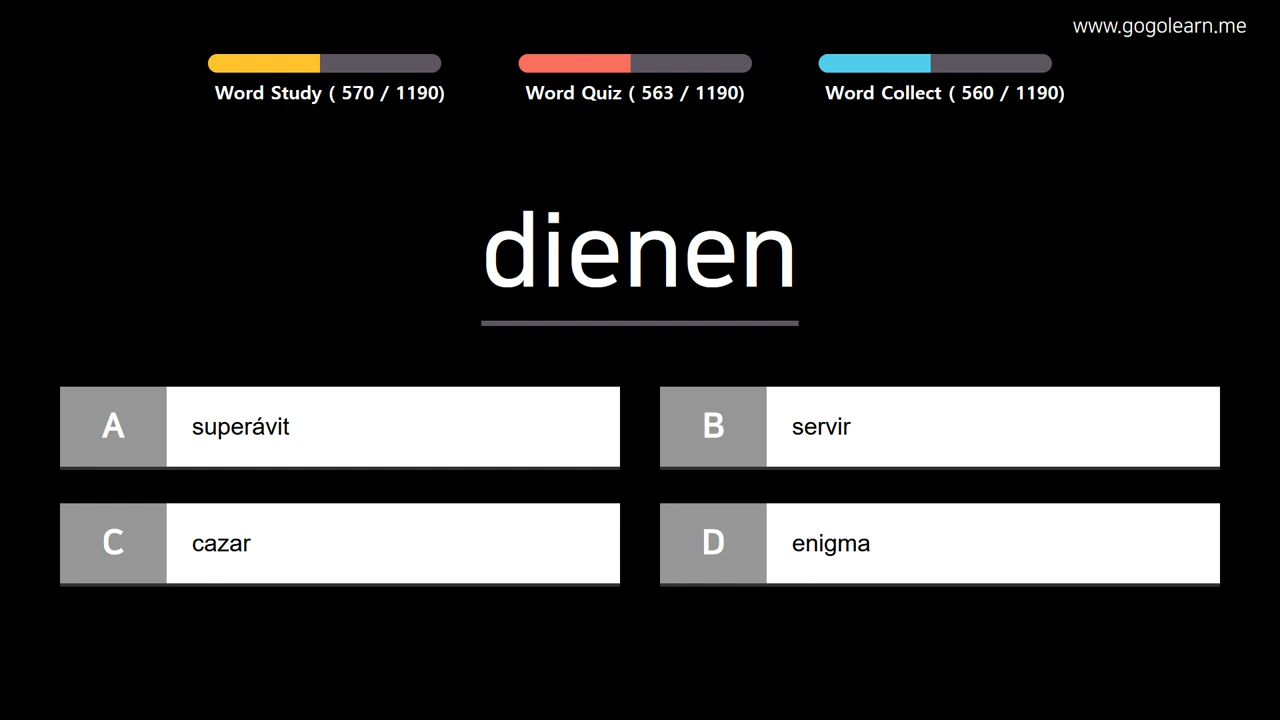 www.gogolearn.me
Word Study ( 570 / 1190)
Word Quiz ( 563 / 1190)
Word Collect ( 560 / 1190)
dienen
A superávit
B servir
C cazar
D enigma